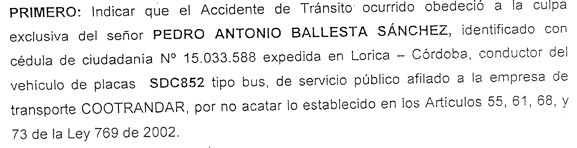 PRIMERO: Indicar que el Accidente de Tránsito ocurrido obedeció a la culpa
exclusiva del señor PEDRO ANTONIO BALLESTA SÁNCHEZ, identificado con
cédula de ciudadanía Nº 15.033.588 expedida en Lorica – Córdoba, conductor del
vehículo de placas SDC852 tipo bus, de servicio público afilado a la empresa de
transporte COOTRANDAR, por no acatar lo establecido en los Artículos 55, 61, 68, y
73 de la Ley 769 de 2002.